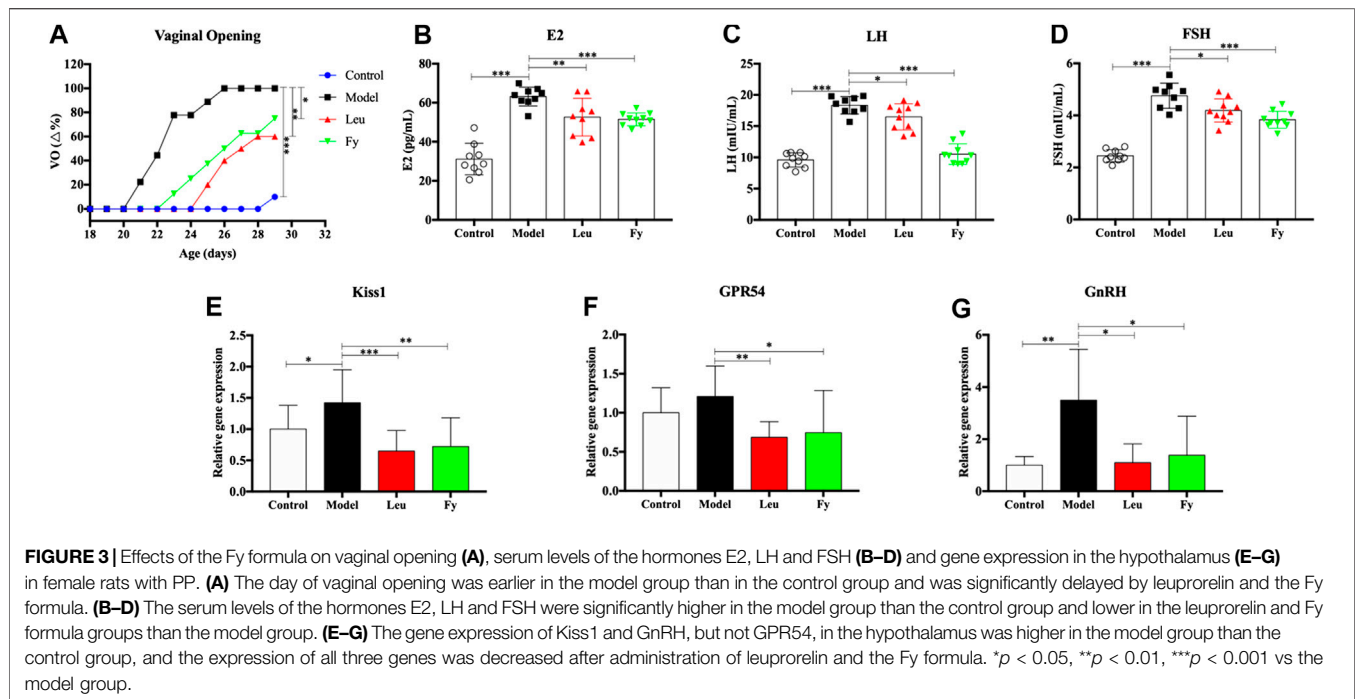 A
Vaginal Opening
VO (△ %)
120
100
80
60
40
20
0
18 20 22 24 26 28 30 32
Age (days)
Control
Model
Leu
Fy
***
**
*
B
E2
E2 (pg/mL)
80
60
40
20
0
***
**
***
Control Model Leu Fy
C
LH
LH (mIU/mL)
25
20
15
10
5
0
***
*
***
Control Model Leu Fy
D
FSH
FSH (mIU/mL)
6
4
2
0
***
*
***
Control Model Leu Fy
E
Kiss1
Relative gene expression
2.5
2.0
1.5
1.0
0.5
0.0
*
***
**
Control Model Leu Fy
F
GPR54
Relative gene expression
2.0
1.5
1.0
0.5
0.0
**
*
Control Model Leu Fy
G
GnRH
Relative gene expression
6
4
2
0
**
*
*
Control Model Leu Fy
FIGURE 3 | Effects of the Fy formula on vaginal opening (A), serum levels of the hormones E2, LH and FSH (B–D) and gene expression in the hypothalamus (E–G)
in female rats with PP. (A) The day of vaginal opening was earlier in the model group than in the control group and was significantly delayed by leuprorelin and the Fy
formula. (B–D) The serum levels of the hormones E2, LH and FSH were significantly higher in the model group than the control group and lower in the leuprorelin and Fy
formula groups than the model group. (E–G) The gene expression of Kiss1 and GnRH, but not GPR54, in the hypothalamus was higher in the model group than the
control group, and the expression of all three genes was decreased after administration of leuprorelin and the Fy formula. *p < 0.05, **p < 0.01, ***p < 0.001 vs the
model group.